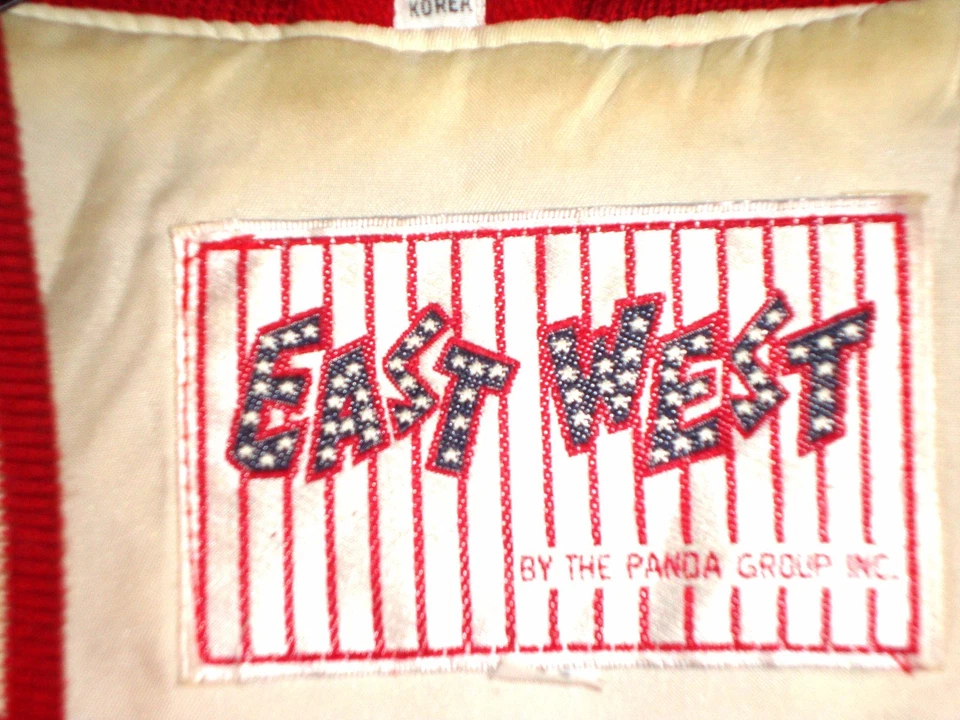 KOREA
EAST WEST
BY THE PANDA GROUP INC.